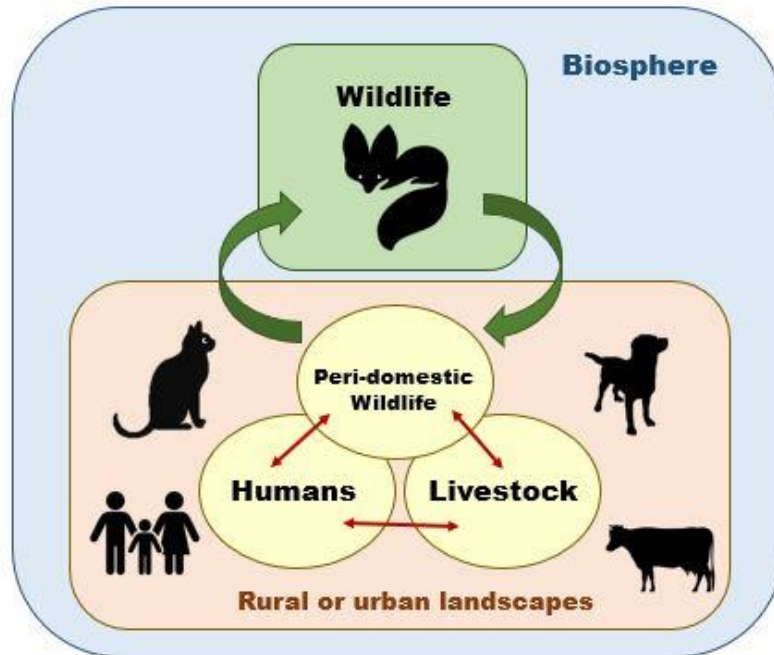 Biosphere
Wildlife
Peri-domestic
Wildlife
Humans
Livestock
Rural or urban landscapes